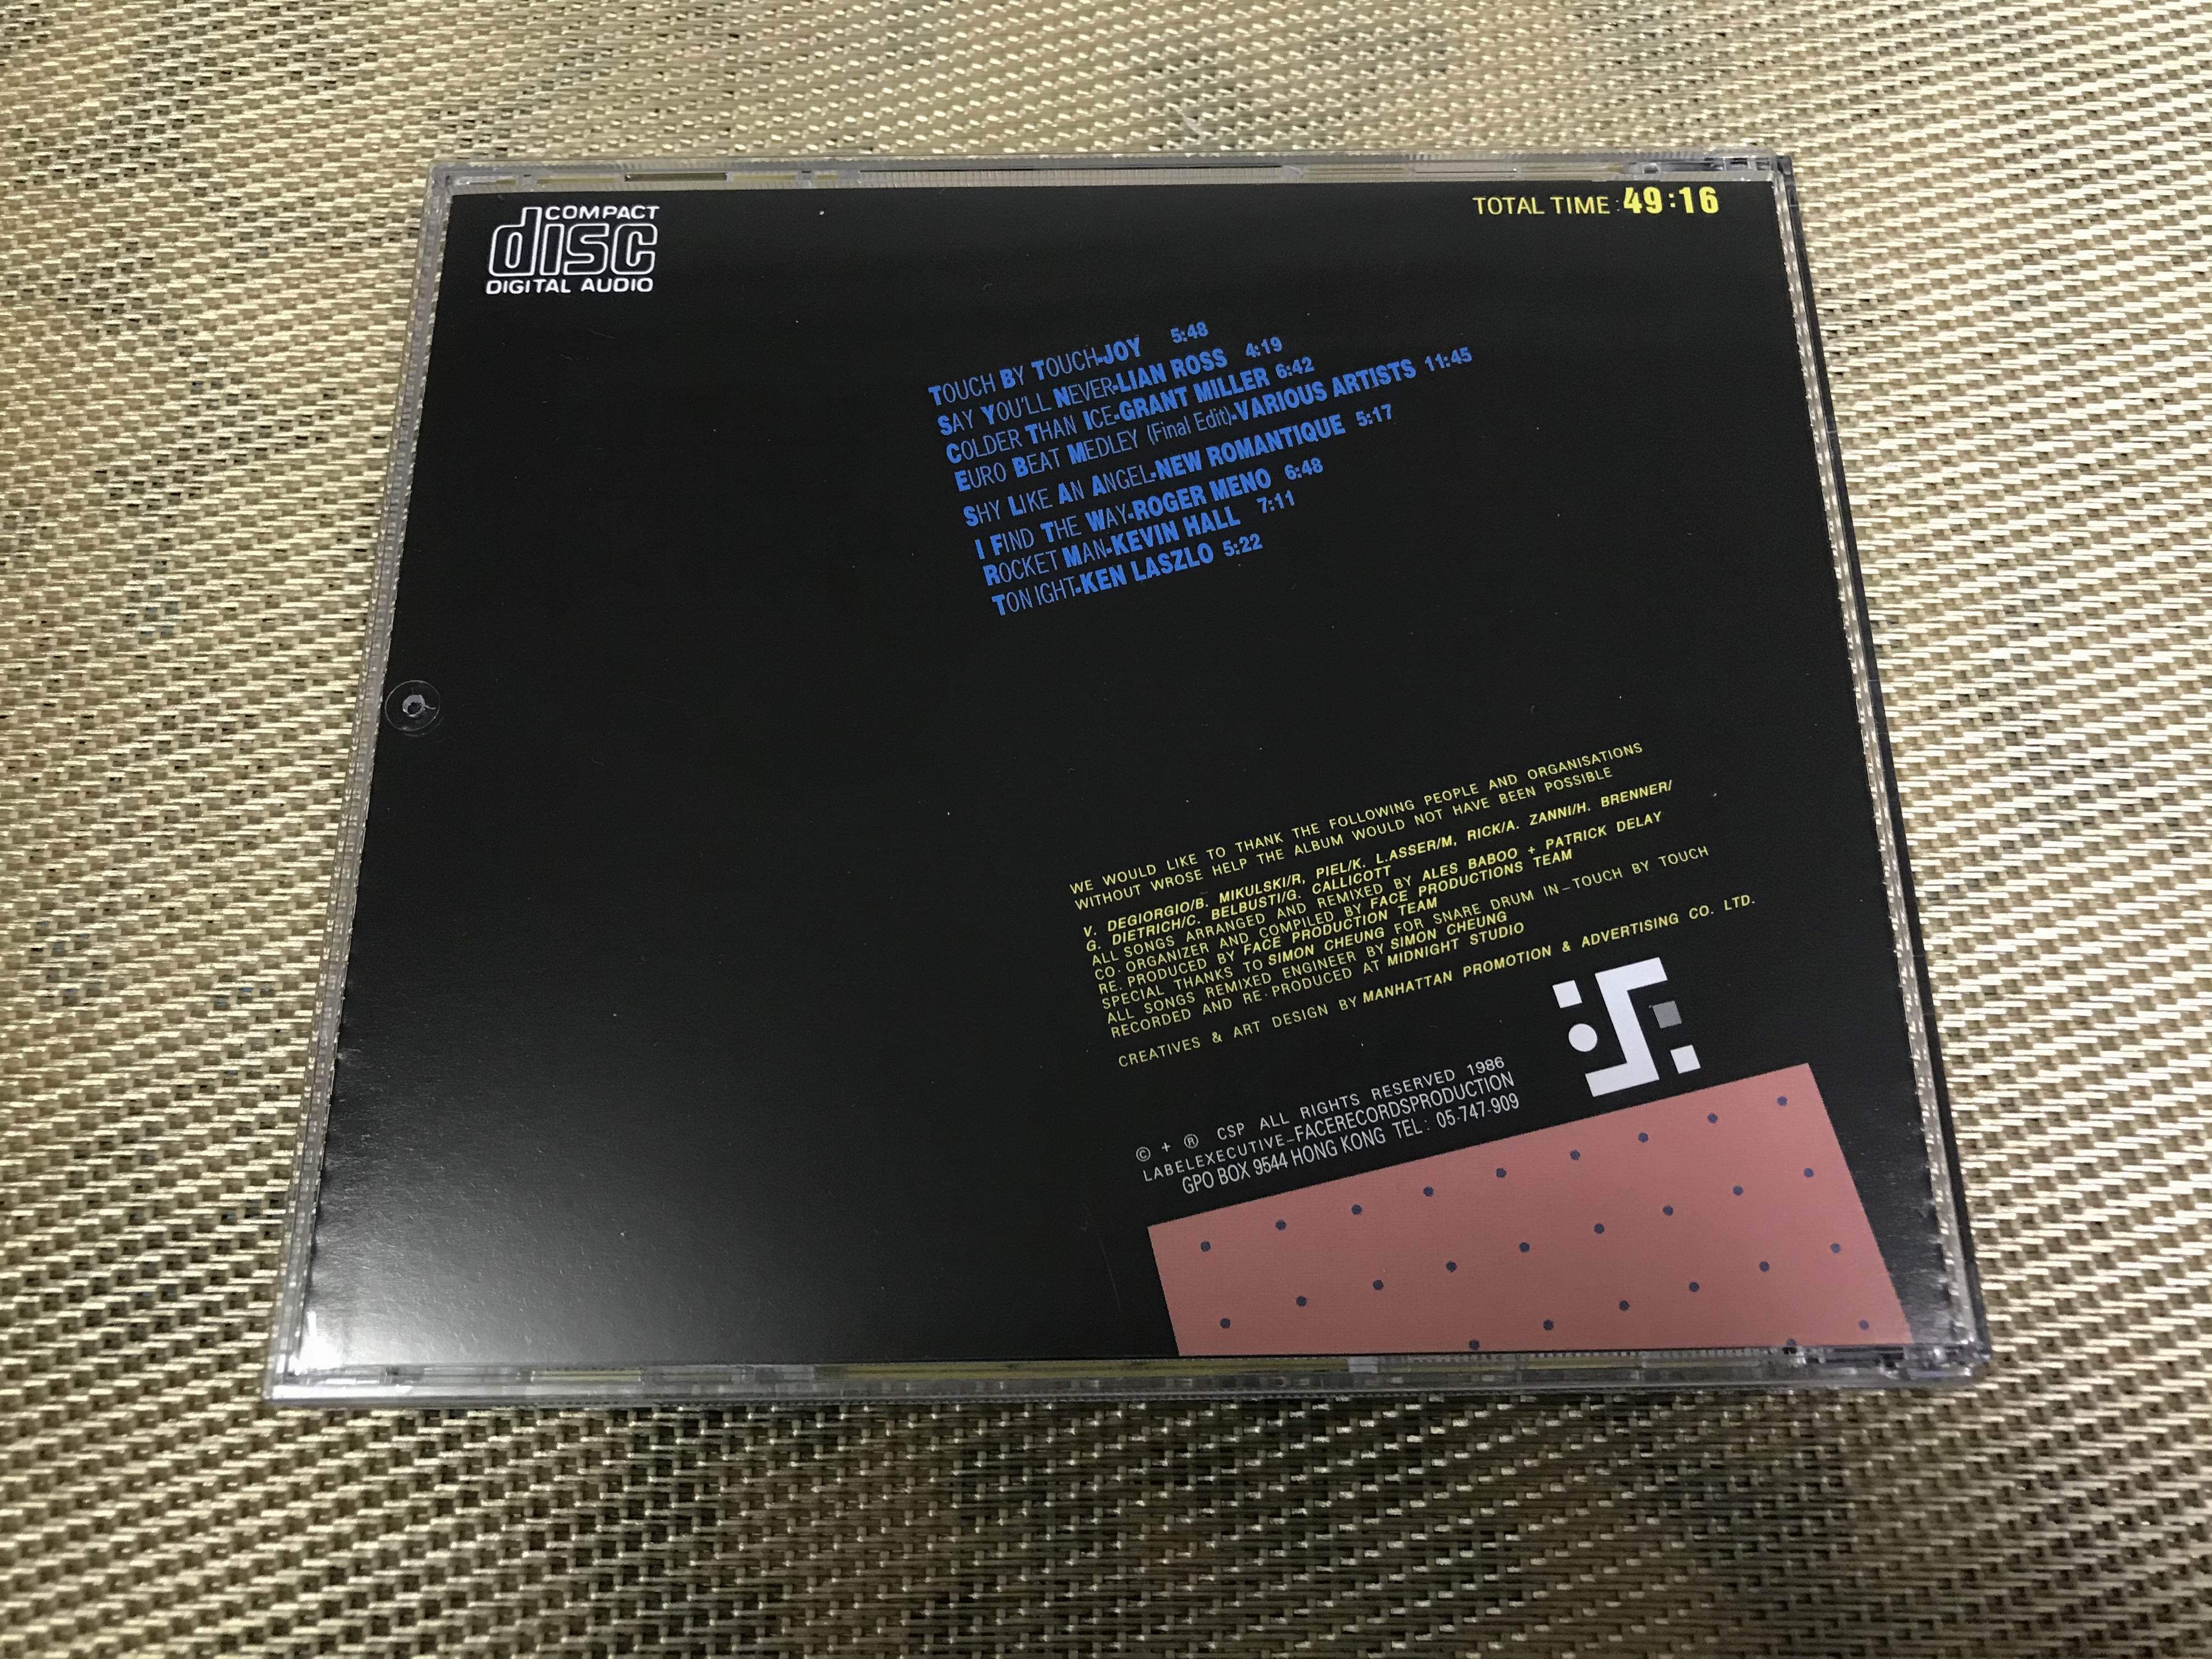 COMPACT
disc
DIGITAL AUDIO
TOTAL TIME : 49:16
TOUCH BY TOUCH-JOY 5:48
SAY YOU'LL NEVER-LIAN ROSS 4:19
COLDER THAN ICE-GRANT MILLER 6:42
EURO BEAT MEDLEY (Final Edit)-VARIOUS ARTISTS 11:45
SHY LIKE AN ANGEL-NEW ROMANTIQUE 5:17
I FIND THE WAY-ROGER MENO 6:48
ROCKET MAN-KEVIN HALL 7:11
TONIGHT-KEN LASZLO 5:22
WE WOULD LIKE TO THANK THE FOLLOWING PEOPLE AND ORGANISATIONS
WITHOUT WROSE HELP THE ALBUM WOULD NOT HAVE BEEN POSSIBLE
V. DEGIORGIO/B. MIKULSKI/R, PIEL/K. L.ASSER/M, RICK/A. ZANNI/H. BRENNER/
G. DIETRICH/C. BELBUSTI/G. CALLICOTT
ALL SONGS ARRANGED AND REMIXED BY ALES BABOO + PATRICK DELAY
CO. ORGANIZER AND COMPILED BY FACE PRODUCTIONS TEAM
RE. PRODUCED BY FACE PRODUCTION TEAM
SPECIAL THANKS TO SIMON CHEUNG FOR SNARE DRUM IN-TOUCH BY TOUCH
ALL SONGS REMIXED ENGINEER BY SIMON CHEUNG
RECORDED AND RE.PRODUCED AT MIDNIGHT STUDIO
CREATIVES & ART DESIGN BY MANHATTAN PROMOTION & ADVERTISING CO. LTD.
© + ® CSP ALL RIGHTS RESERVED 1986
LABELEXECUTIVE-FACERECORDSPRODUCTION
GPO BOX 9544 HONG KONG TEL: 05-747-909